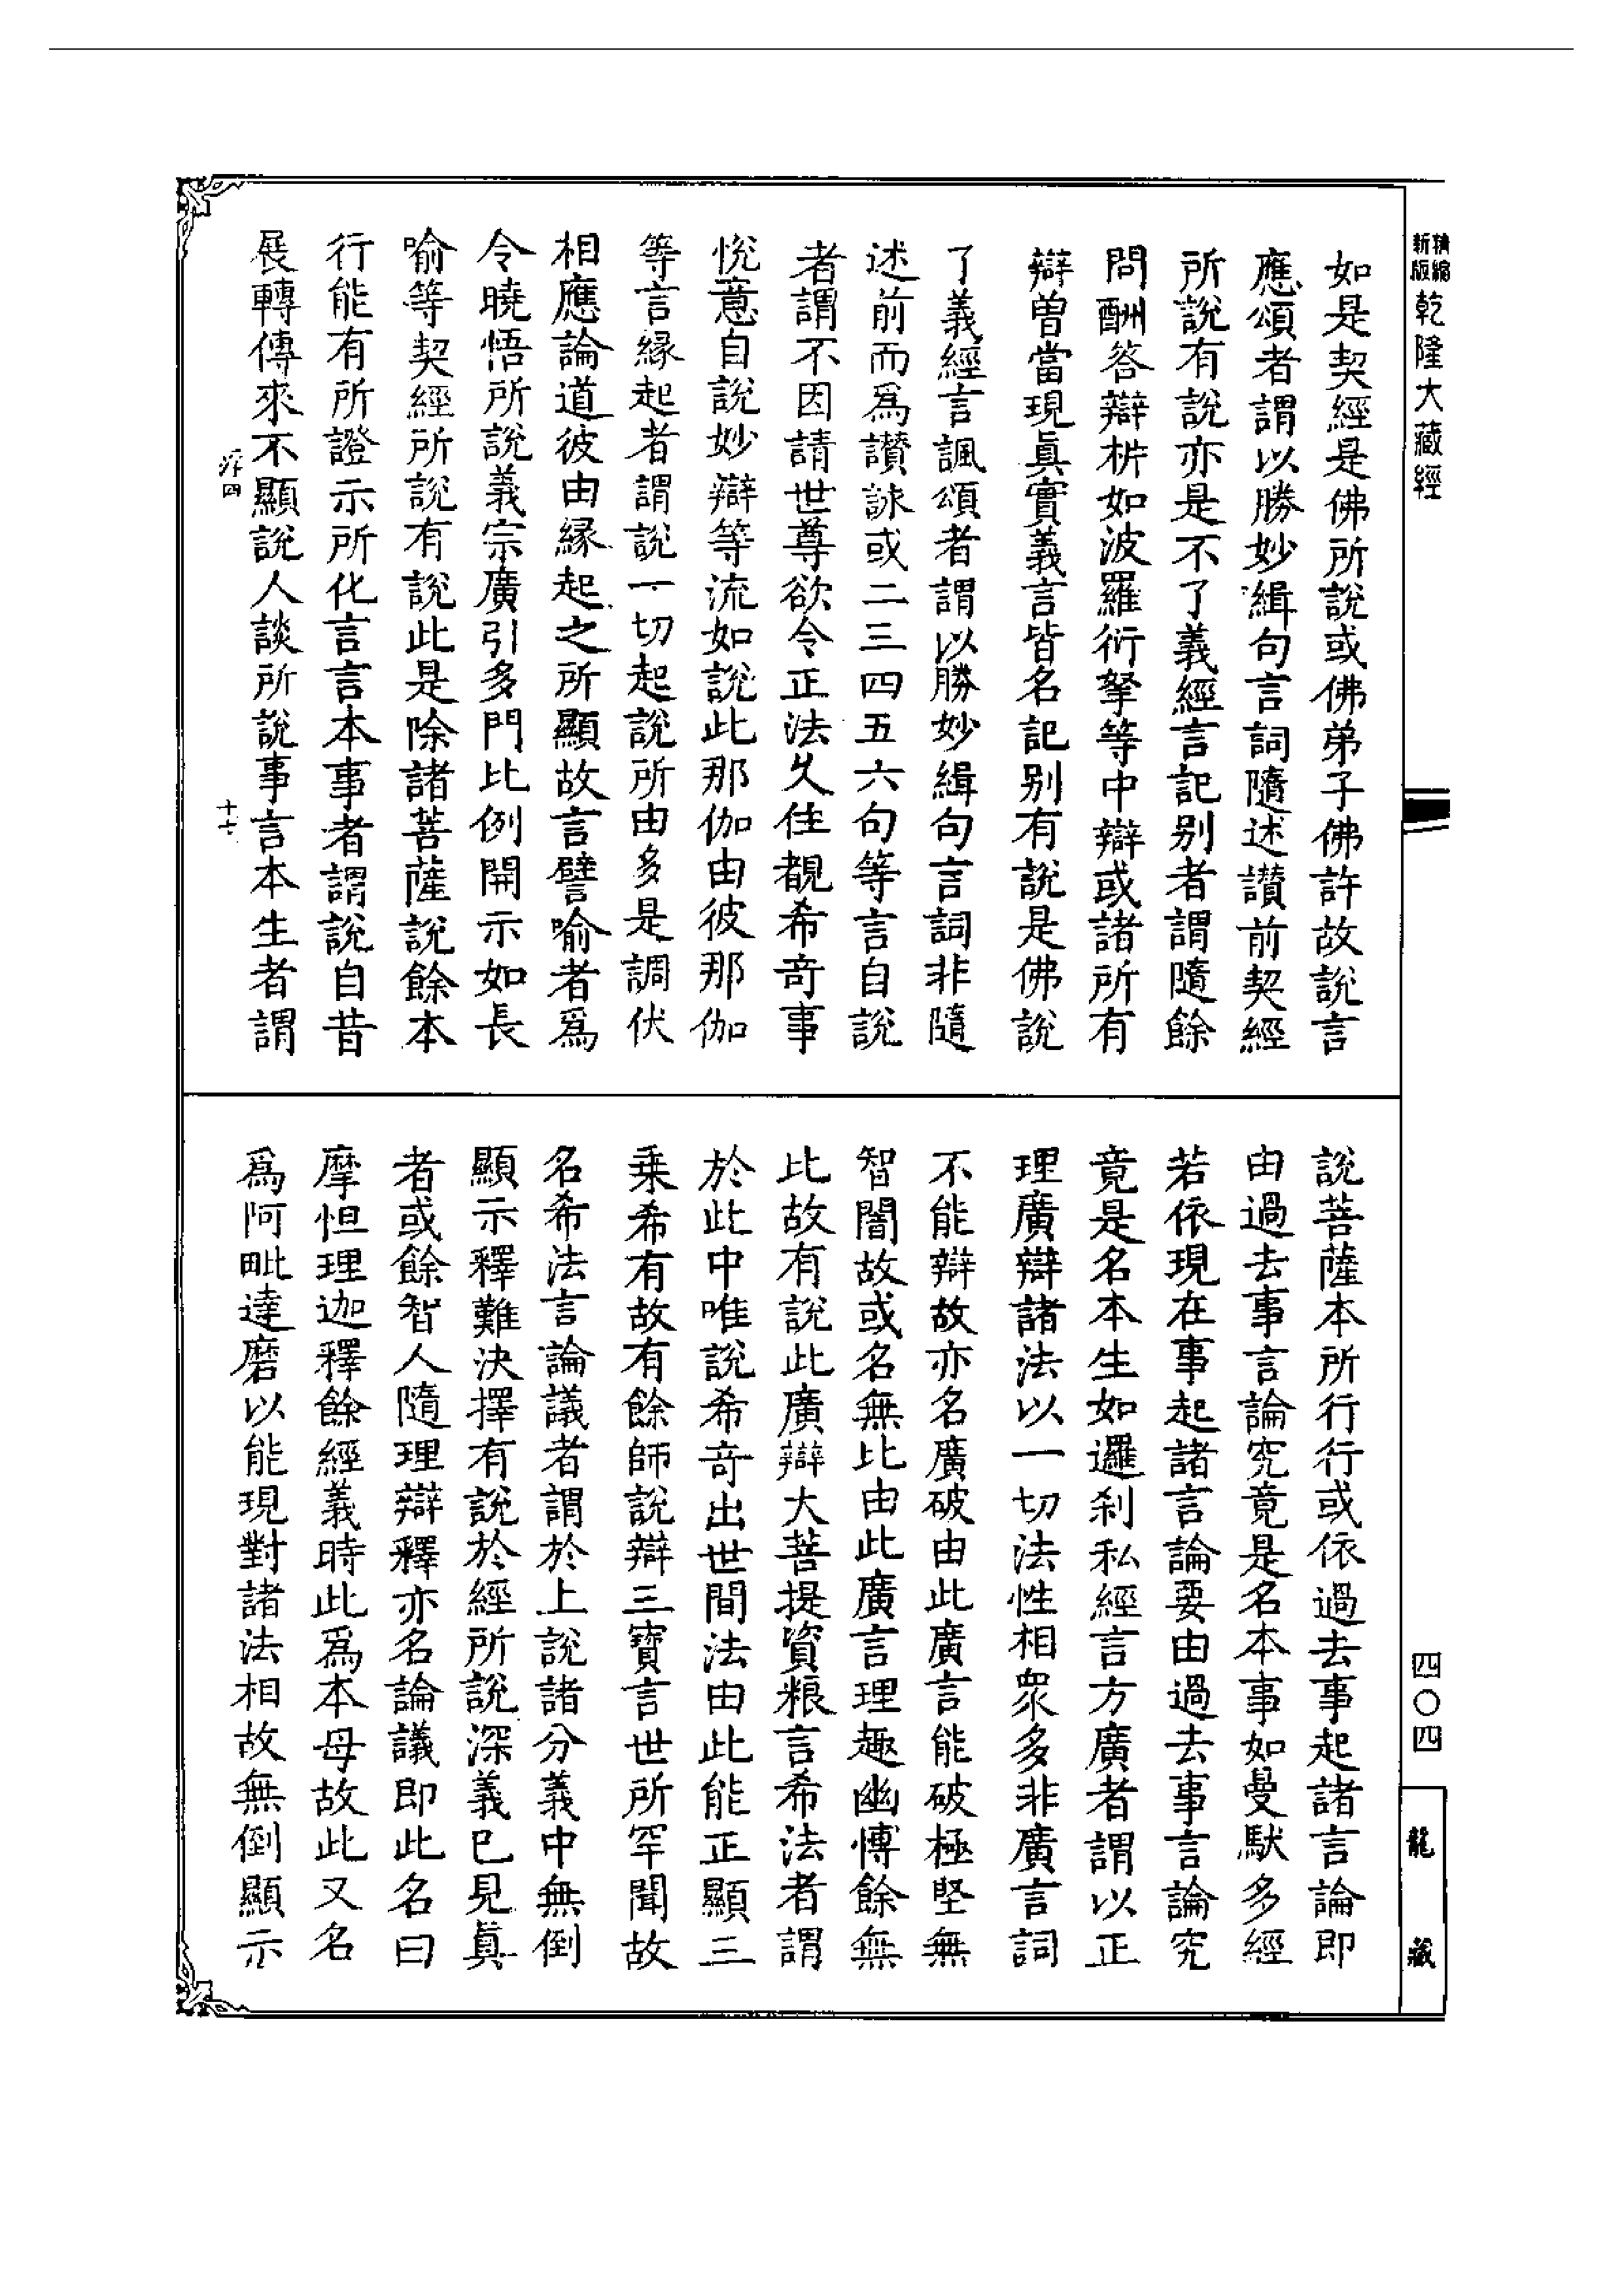 精縮
新版
乾隆大藏經
四〇四
龍藏
如是契經是佛所說或佛弟子佛許故說言
應頌者謂以勝妙緝句言詞隨述讃前契經
所說有說亦是不了義經言記别者謂隨餘
問酬答辯析如波羅衍拏等中辯或諸所有
辯曽當現眞實義言皆名記别有說是佛說
了義經言諷頌者謂以勝妙緝句言詞非隨
述前而爲讃詠或二三四五六句等言自說
者謂不因請世尊欲令正法久住覩希奇事
悅意自說妙辯等流如說此那伽由彼那伽
等言緣起者謂說一切起說所由多是調伏
相應論道彼由緣起之所顯故言譬喻者爲
令曉悟所說義宗廣引多門比例開示如長
喻等契經所說有說此是除諸菩薩說餘本
行能有所證示所化言言本事者謂說自昔
展轉傳來不顯說人談所說事言本生者謂
四
十七
說菩薩本所行行或依過去事起諸言論即
由過去事言論究竟是名本事如曼馱多經
若依現在事起諸言論要由過去事言論究
竟是名本生如邏刹私經言方廣者謂以正
理廣辯諸法以一切法性相衆多非廣言詞
不能辯故亦名廣破由此廣言能破極堅無
智闇故或名無比由此廣言理趣幽博餘無
此故有說此廣辯大菩提資粮言希法者謂
於此中唯說希奇出世間法由此能正顯三
乗希有故有餘師說辯三寶言世所罕聞故
名希法言論議者謂於上說諸分義中無倒
顯示釋難決擇有說於經所說深義已見眞
者或餘智人隨理辯釋亦名論議即此名曰
摩怛理迦釋餘經義時此爲本母故此又名
爲阿毗達磨以能現對諸法相故無倒顯示